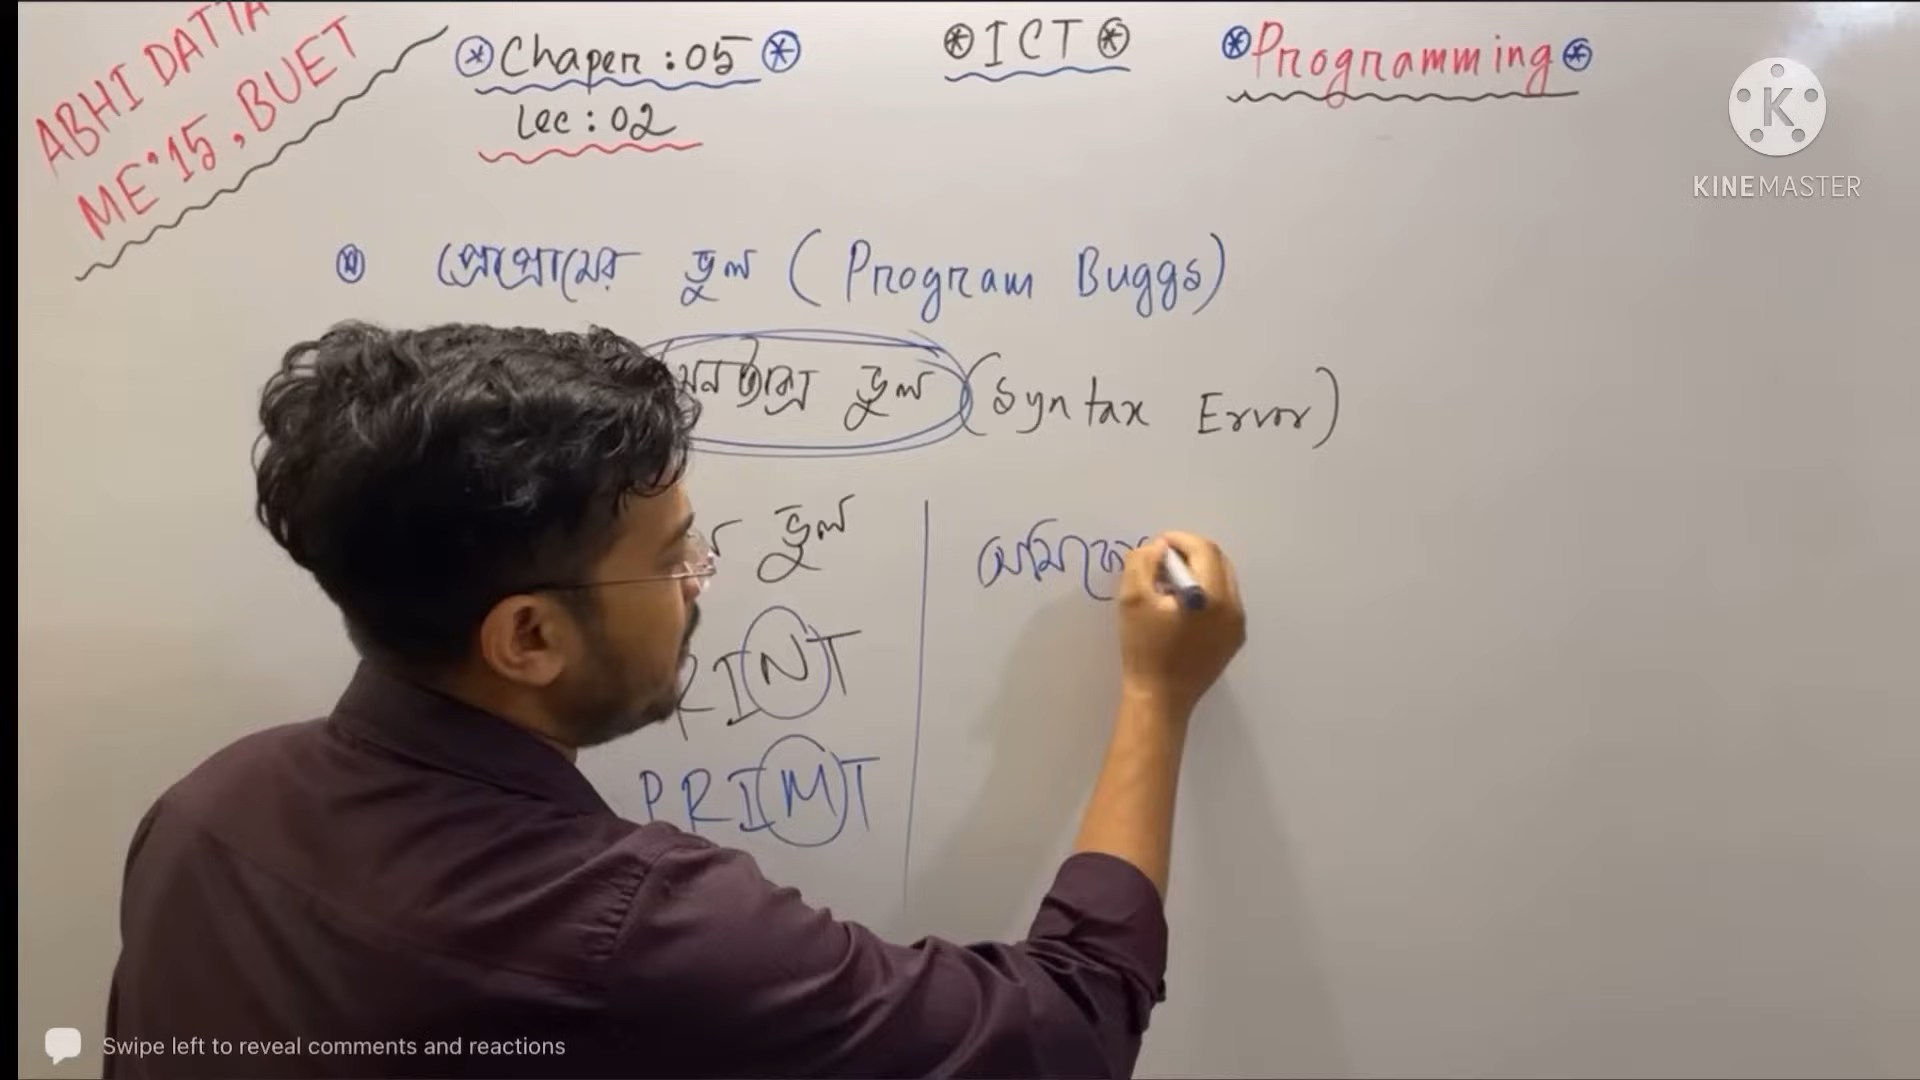 ABHI DATTA
ME'15, BUET
Chaper : 05
Lec : 02
ICT
Programming
K
KINEMASTER
প্রোগ্রামের ভুল (Program Buggs)
ভুল (Syntax Error)
ভুল
RINT
PRIMT
Swipe left to reveal comments and reactions